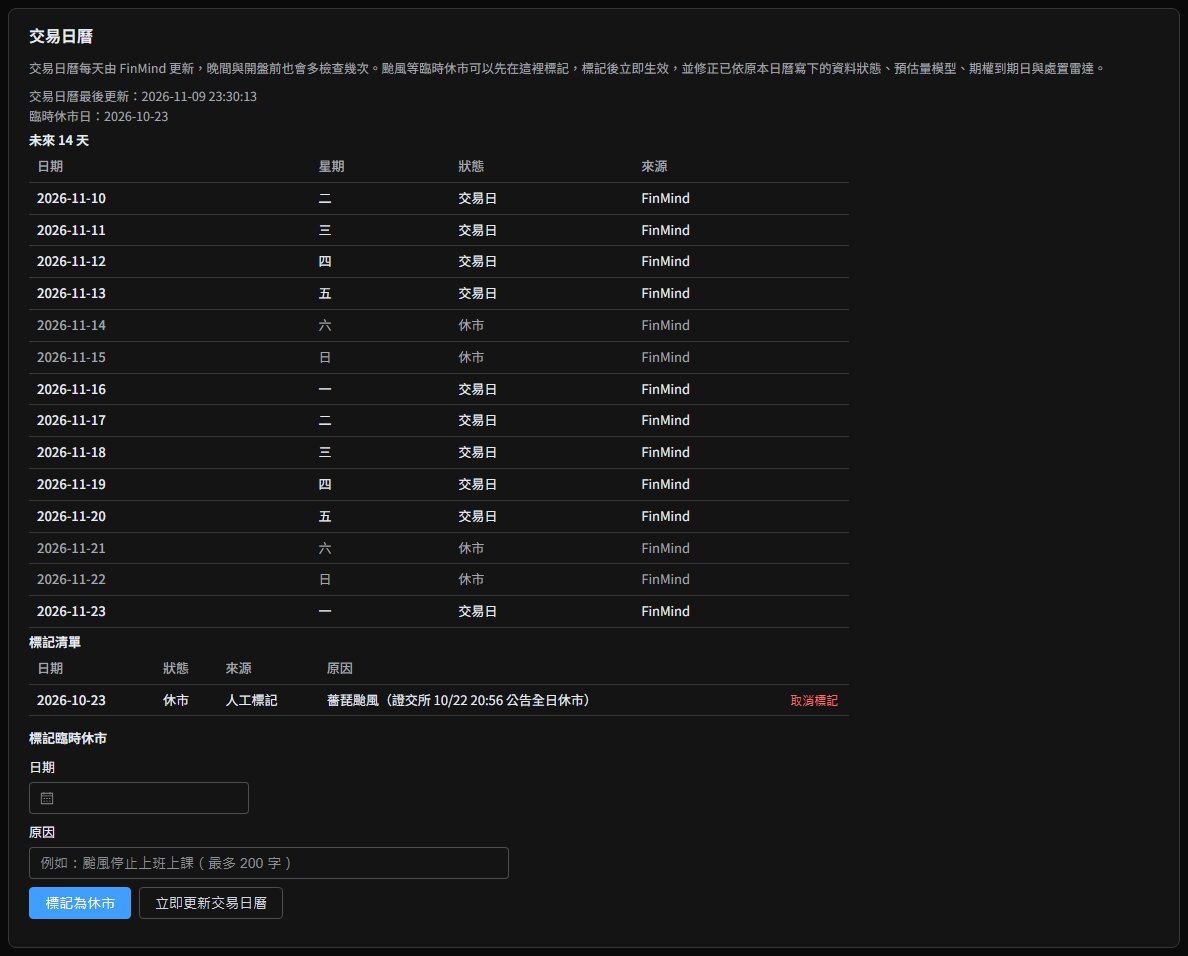 交易日曆
交易日曆每天由 FinMind 更新，晚間與開盤前也會多檢查幾次。颱風等臨時休市可以先在這裡標記，標記後立即生效，並修正已依原本日曆寫下的資料狀態、預估量模型、期權到期日與處置雷達。
交易日曆最後更新：2026-11-09 23:30:13
臨時休市日：2026-10-23
未來 14 天
日期 星期 狀態 來源
2026-11-10 二 交易日 FinMind
2026-11-11 三 交易日 FinMind
2026-11-12 四 交易日 FinMind
2026-11-13 五 交易日 FinMind
2026-11-14 六 休市 FinMind
2026-11-15 日 休市 FinMind
2026-11-16 一 交易日 FinMind
2026-11-17 二 交易日 FinMind
2026-11-18 三 交易日 FinMind
2026-11-19 四 交易日 FinMind
2026-11-20 五 交易日 FinMind
2026-11-21 六 休市 FinMind
2026-11-22 日 休市 FinMind
2026-11-23 一 交易日 FinMind
標記清單
日期 狀態 來源 原因
2026-10-23 休市 人工標記 薔琵颱風（證交所 10/22 20:56 公告全日休市） 取消標記
標記臨時休市
日期
原因
例如：颱風停止上班上課（最多 200 字）
標記為休市 立即更新交易日曆